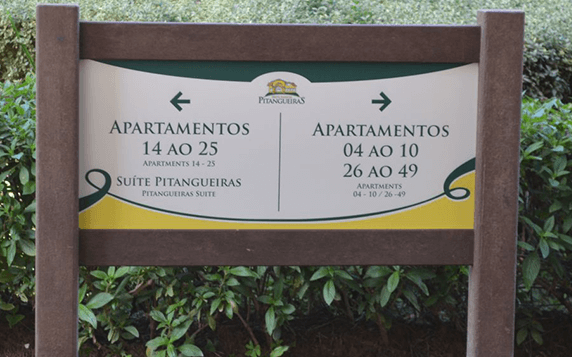 Pitangueiras
Apartamentos
14 ao 25
Apartments 14 - 25
Suíte Pitangueiras
Pitangueiras Suite
Apartamentos
04 ao 10
26 ao 49
Apartments
04 - 10 / 26 -49